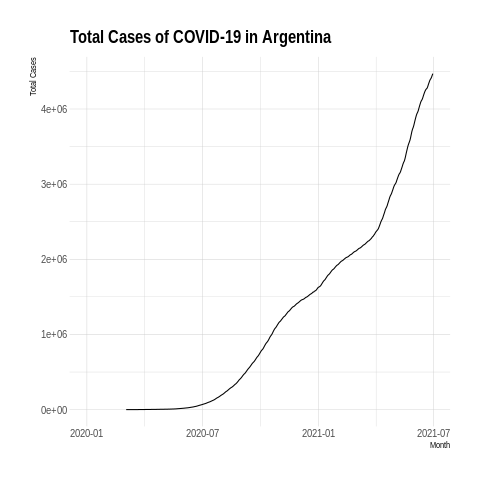 Total Cases of COVID-19 in Argentina
Total Cases
4e+06
3e+06
2e+06
1e+06
0e+00
2020-01 2020-07 2021-01 2021-07
Month